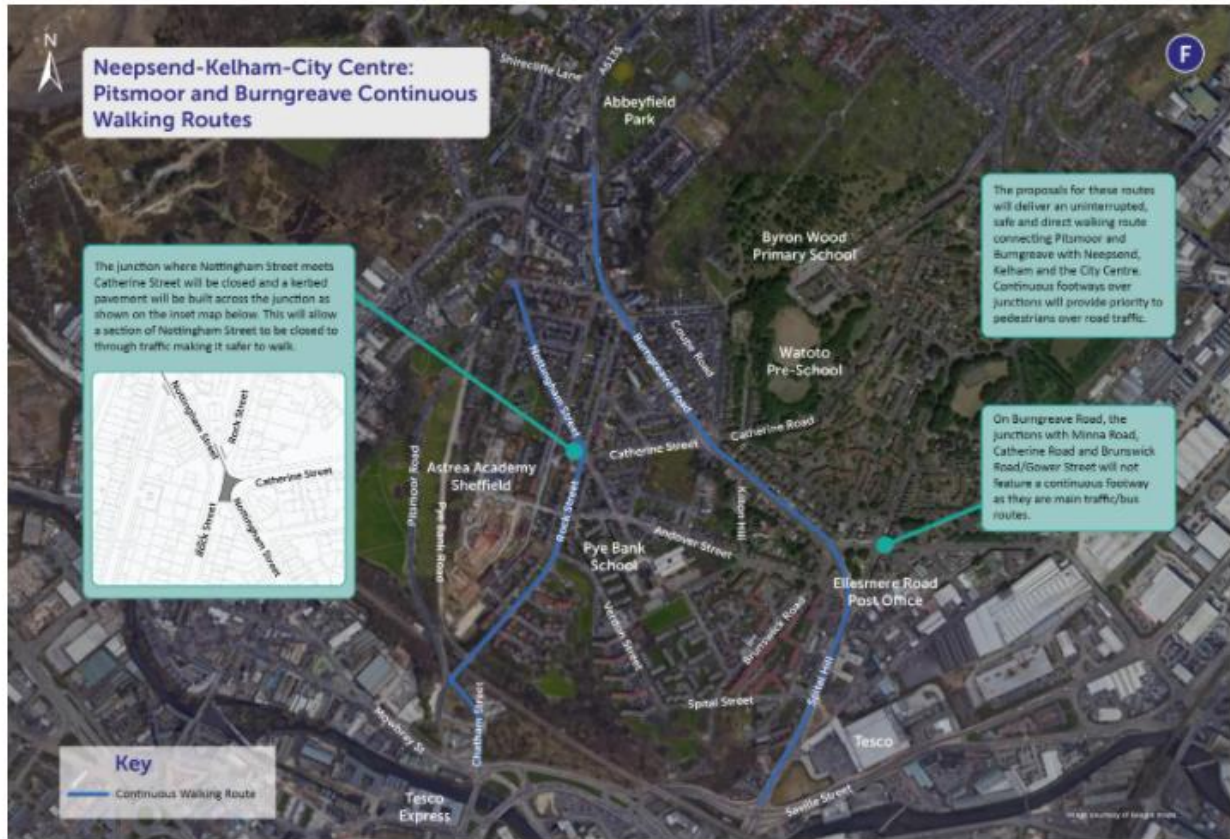 N
Neepsend-Kelham-City Centre:
Pitsmoor and Burngreave Continuous
Walking Routes
F
Shirecliffe Lane
A6135
Abbeyfield
Park
The proposals for these routes
will deliver an uninterrupted,
safe and direct walking route
connecting Pitsmoor and
Burngreave with Neepsend,
Kelham and the City Centre.
Continuous footways over
junctions will provide priority to
pedestrians over road traffic.
Byron Wood
Primary School
The junction where Nottingham Street meets
Catherine Street will be closed and a kerbed
pavement will be built across the junction as
shown on the inset map below. This will allow
a section of Nottingham Street to be closed to
through traffic making it safer to walk.
Nottingham Street
Rock Street
Catherine Street
Rock Street
Nottingham Street
Nottingham Street
Burngreave Road
Coupe Road
Watoto
Pre-School
Catherine Street
Catherine Road
On Burngreave Road, the
junctions with Minna Road,
Catherine Road and Brunswick
Road/Gower Street will not
feature a continuous footway
as they are main traffic/bus
routes.
Pitsmoor Road
Pye Bank Road
Astrea Academy
Sheffield
Rock Street
Andover Street
Pye Bank
School
Ellesmere Road
Post Office
Brunswick Road
Spital Street
Spital Hill
Mowbray St
Chatham Street
Tesco
Key
Continuous Walking Route
Tesco
Express
Saville Street